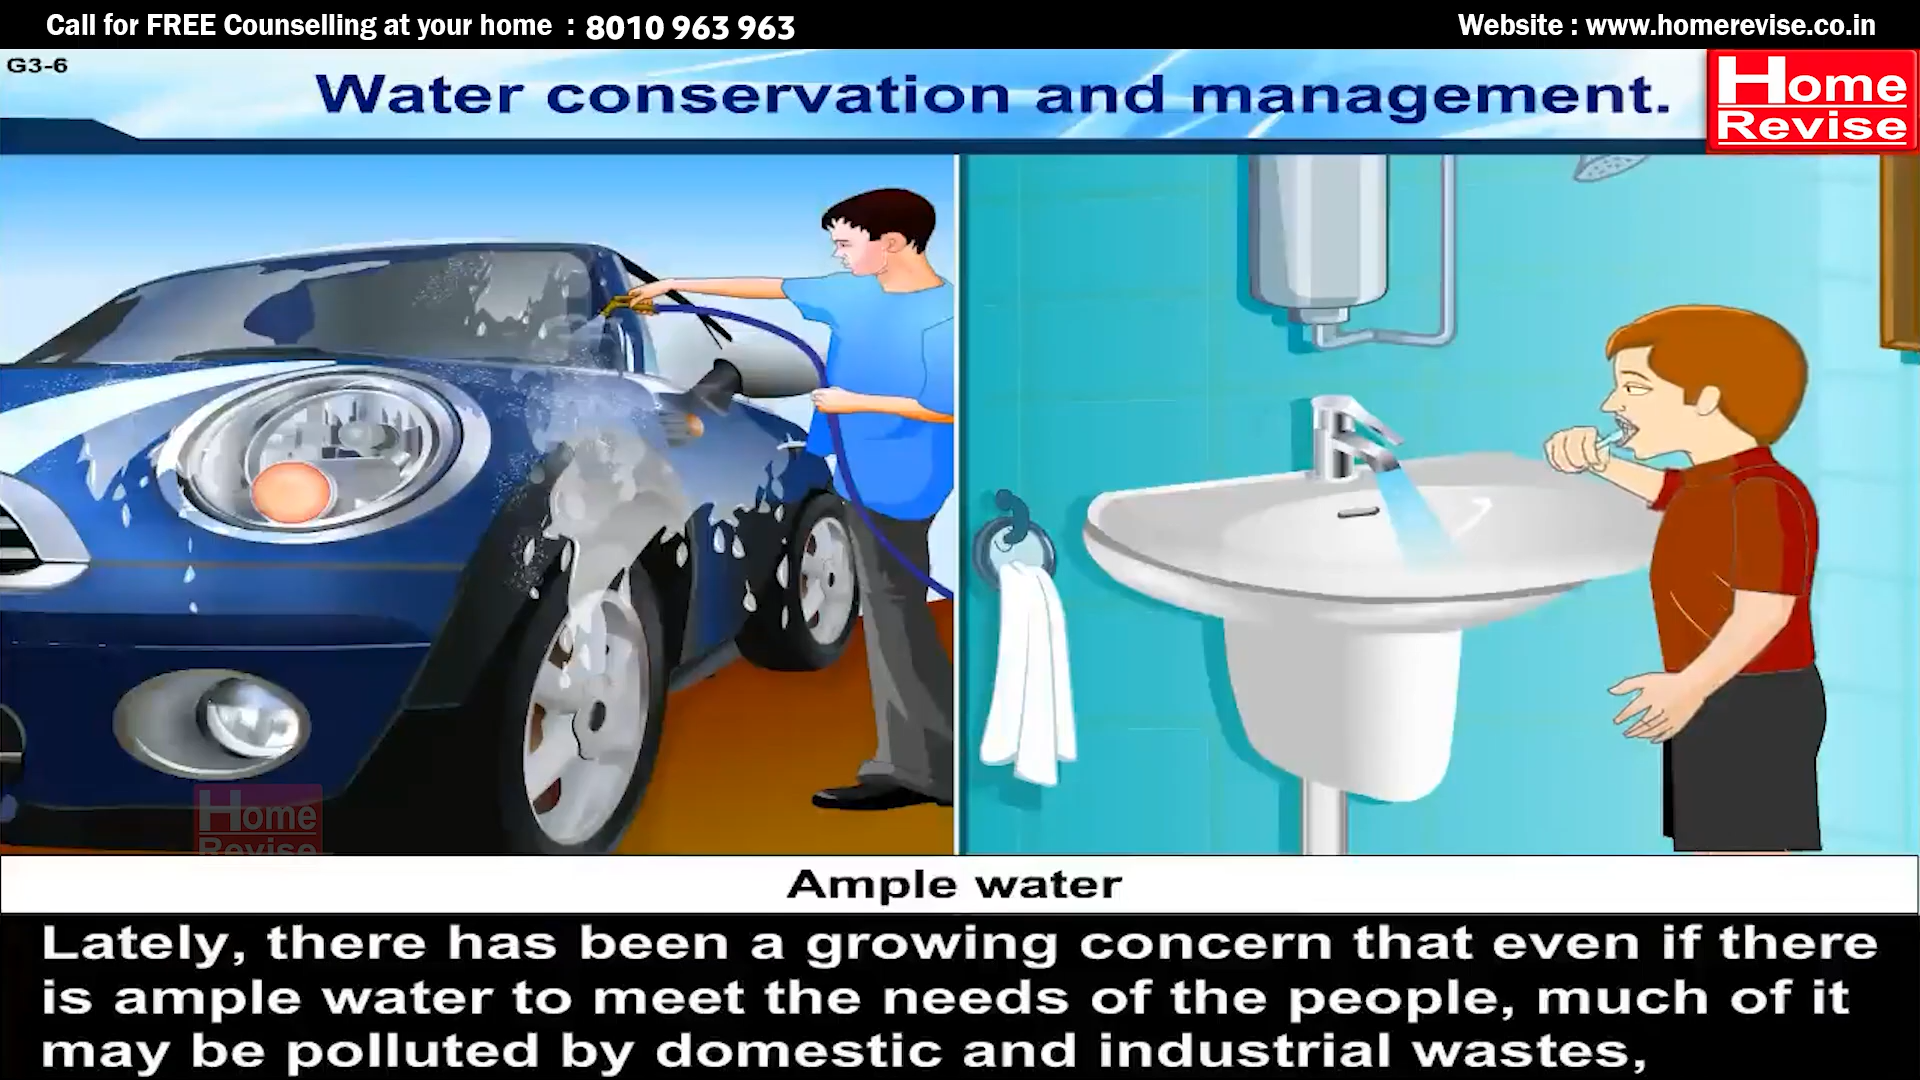 Call for FREE Counselling at your home : 8010 963 963
Website : www.homerevise.co.in
G3-6
Water conservation and management.
Home
Revise
Home
Revise
Ample water
Lately, there has been a growing concern that even if there
is ample water to meet the needs of the people, much of it
may be polluted by domestic and industrial wastes,